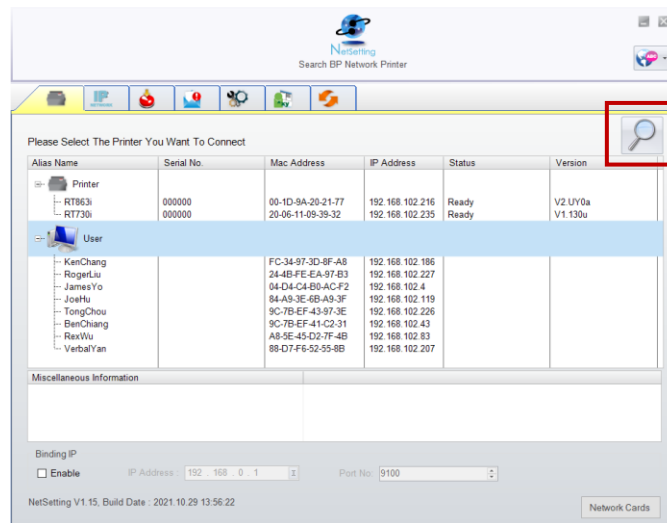 NetSetting
Search BP Network Printer
ABC
IP
NETWORK
Please Select The Printer You Want To Connect
Alias Name Serial No. Mac Address IP Address Status Version
Printer
RT863i 000000 00-1D-9A-20-21-77 192.168.102.216 Ready V2.UY0a
RT730i 000000 20-06-11-09-39-32 192.168.102.235 Ready V1.130u
User
KenChang FC-34-97-3D-8F-A8 192.168.102.186
RogerLiu 24-4B-FE-EA-97-B3 192.168.102.227
JamesYo 04-D4-C4-B0-AC-F2 192.168.102.4
JoeHu 84-A9-3E-6B-A9-3F 192.168.102.119
TongChou 9C-7B-EF-43-97-3E 192.168.102.226
BenChiang 9C-7B-EF-41-C2-31 192.168.102.43
RexWu A8-5E-45-D2-7F-4B 192.168.102.83
VerbalYan 88-D7-F6-52-55-8B 192.168.102.207
Miscellaneous Information
Binding IP
Enable IP Address : 192 . 168 . 0 . 1 Port No: 9100
NetSetting V1.15, Build Date : 2021.10.29 13:56:22
Network Cards